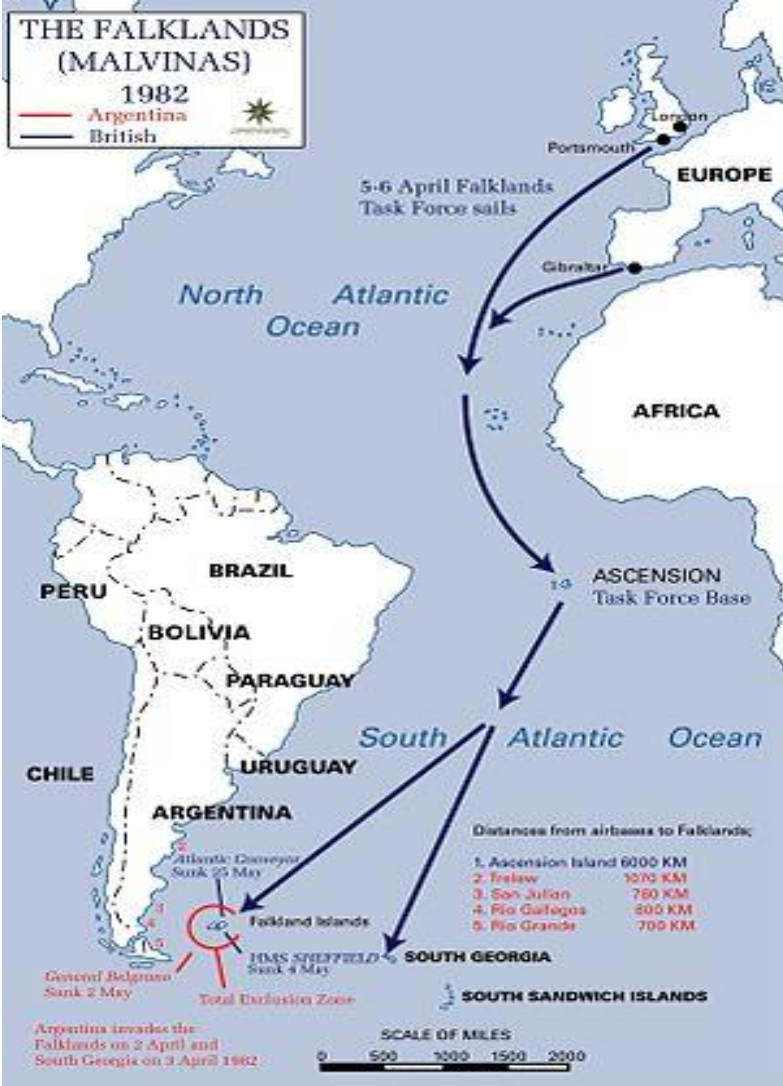 THE FALKLANDS
(MALVINAS)
1982
Argentina
British
London
Portsmouth
EUROPE
5-6 April Falklands
Task Force sails
Gibraltar
North Atlantic
Ocean
AFRICA
BRAZIL
PERU
BOLIVIA
PARAGUAY
ASCENSION
Task Force Base
South Atlantic Ocean
CHILE
URUGUAY
ARGENTINA
2
Atlantic Conveyor
Sunk 25 May
3
4
5
Falkland Islands
HMS SHEFFIELD
Sunk 4 May
SOUTH GEORGIA
General Belgrano
Sunk 2 May
Total Exclusion Zone
SOUTH SANDWICH ISLANDS
Distances from airbases to Falklands;
1. Ascension Island 6000 KM
2. Trelew 1070 KM
3. San Julian 780 KM
4. Rio Gallegos 800 KM
5. Rio Grande 700 KM
Argentina invades the
Falklands on 2 April and
South Georgia on 3 April 1982
SCALE OF MILES
0 500 1000 1500 2000